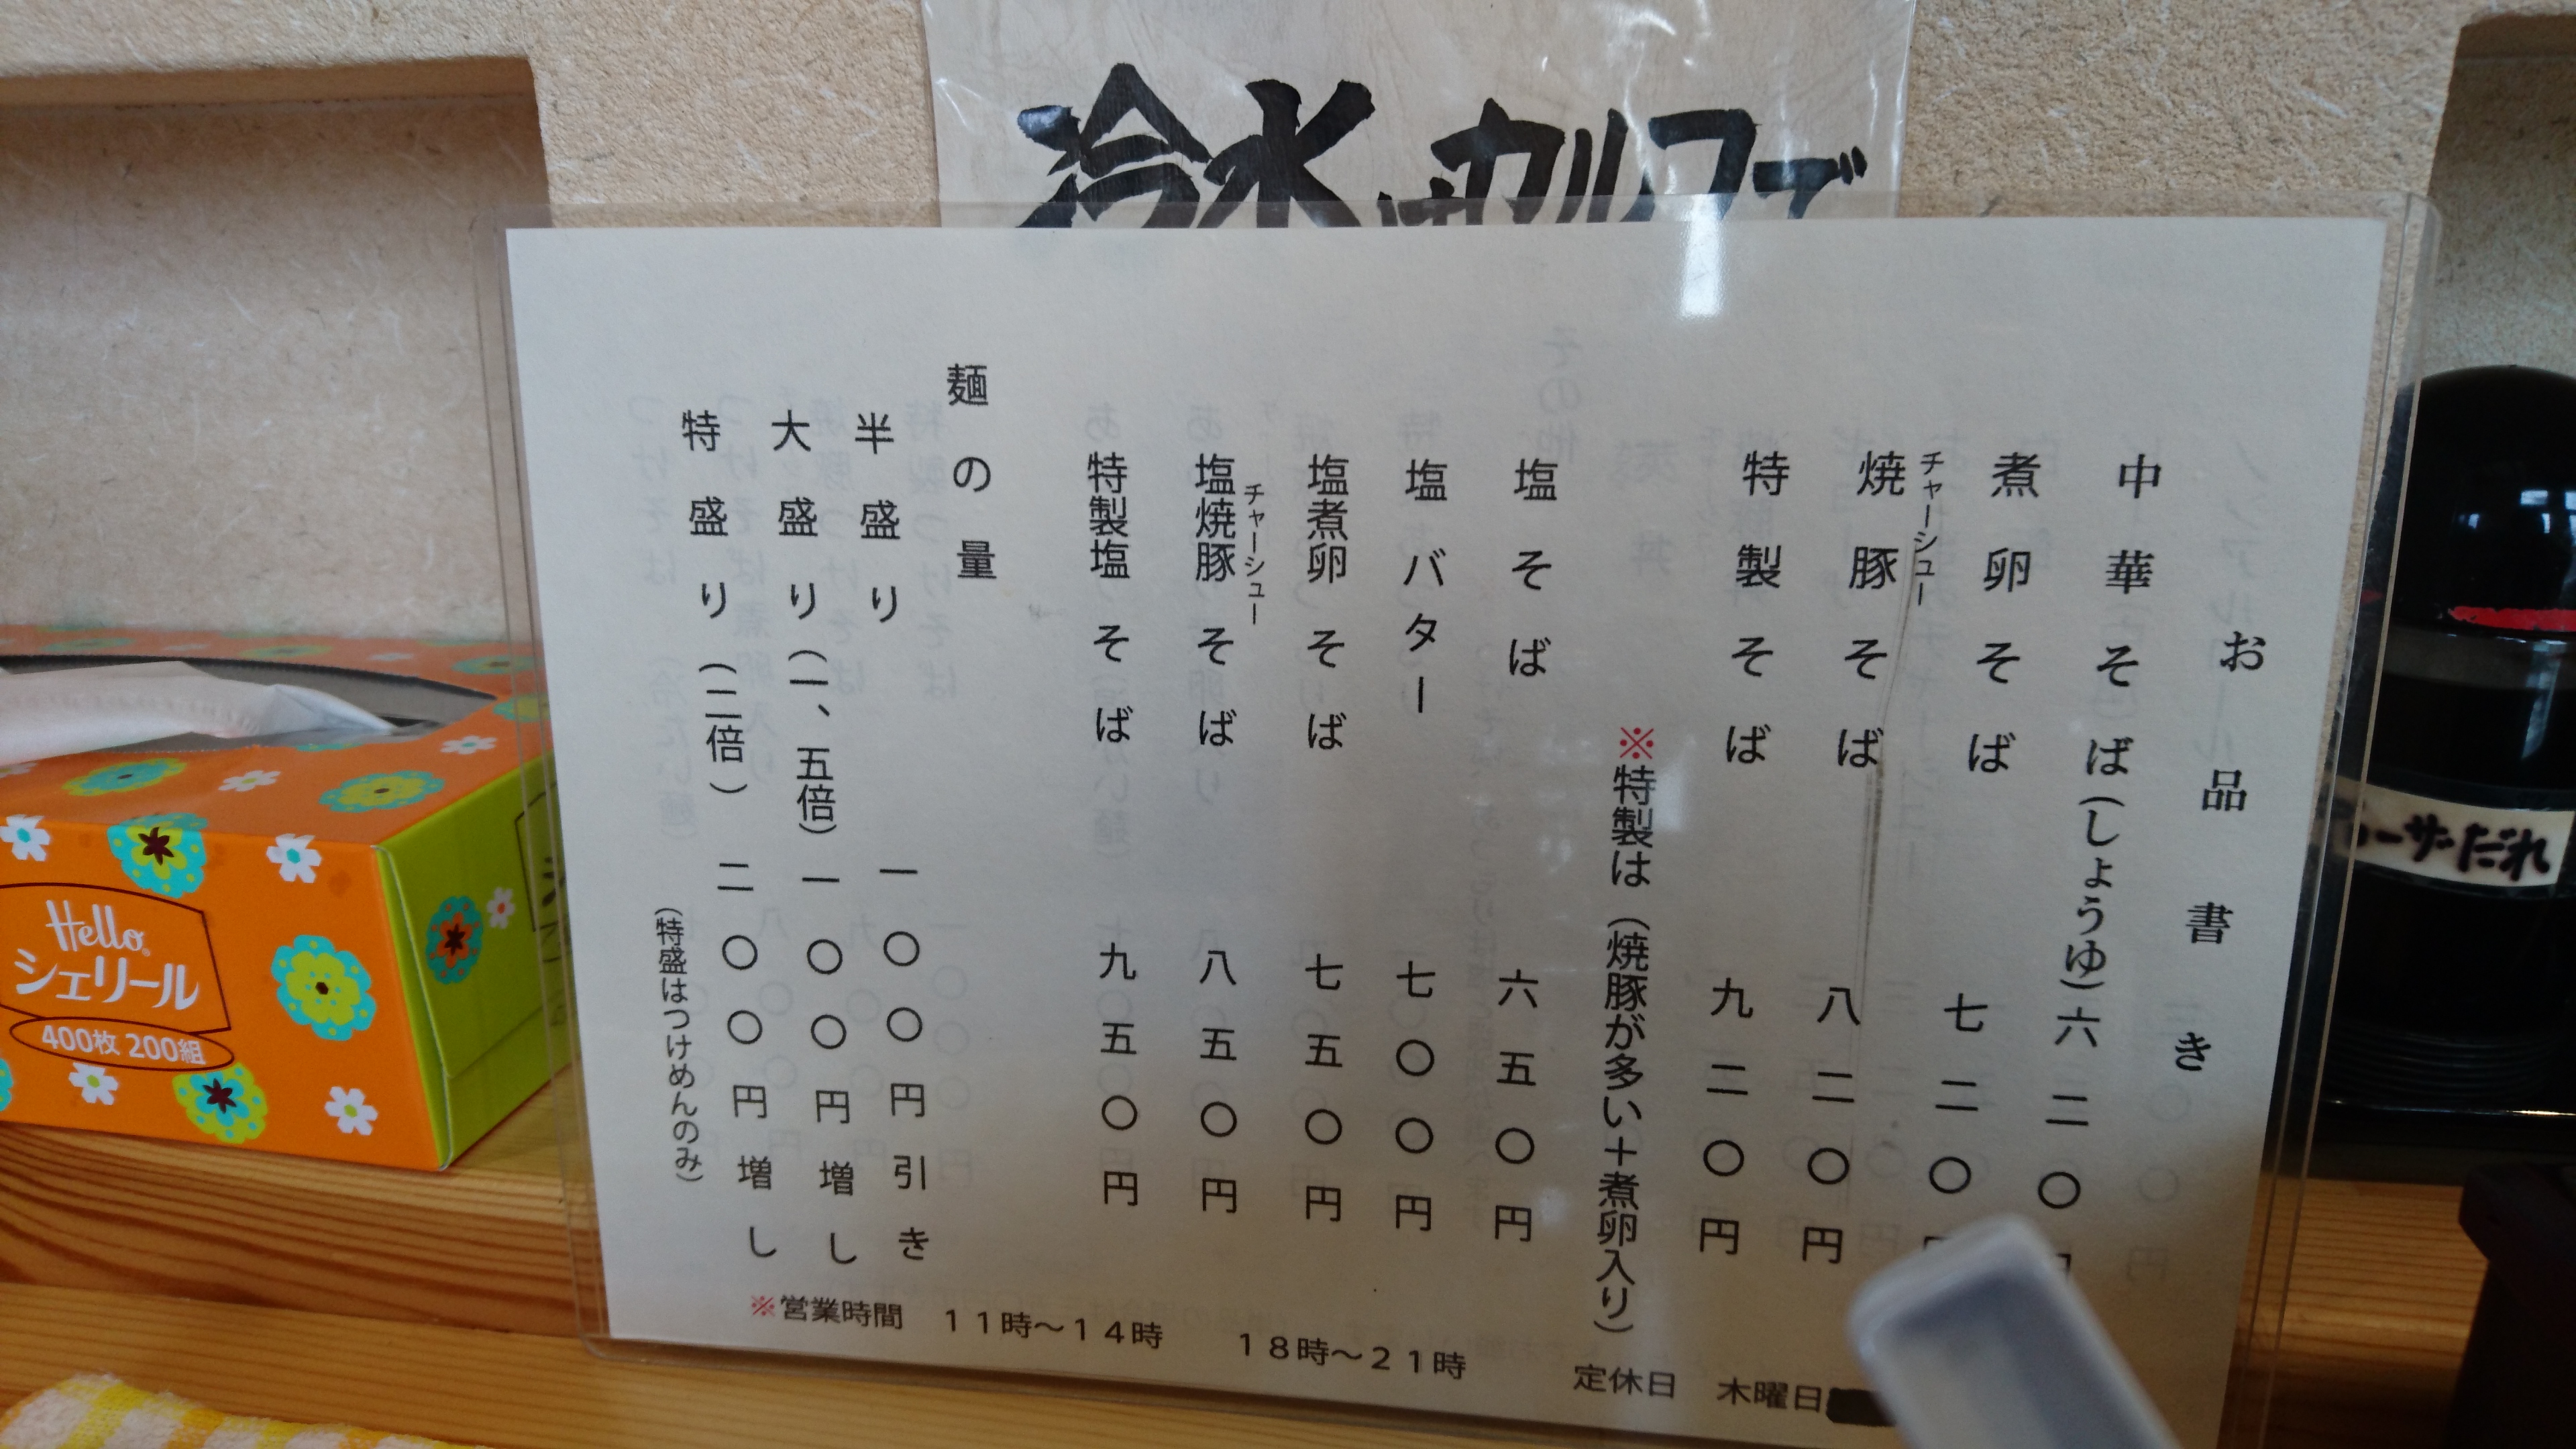 冷水はセルフで
お品書き
中華そば(しょうゆ)六二〇円
煮卵そば 七二〇円
焼豚そば 八二〇円
チャーシュー
特製そば 九二〇円
※特製は(焼豚が多い+煮卵入り)
塩そば 六五〇円
塩バター 七〇〇円
塩煮卵そば 七五〇円
塩焼豚そば 八五〇円
チャーシュー
特製塩そば 九五〇円
麺の量
半盛り 一〇〇円引き
大盛り(一、五倍) 一〇〇円増し
特盛り(二倍) 二〇〇円増し
(特盛はつけめんのみ)
※営業時間 11時～14時 18時～21時 定休日 木曜日
Hello
シェリール
400枚 200組
ーザーだれ